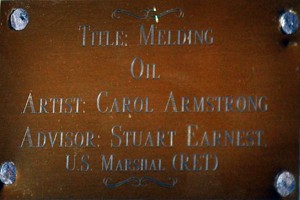 Title: Melding
Oil
Artist: Carol Armstrong
Advisor: Stuart Earnest,
U.S. Marshal (RET)